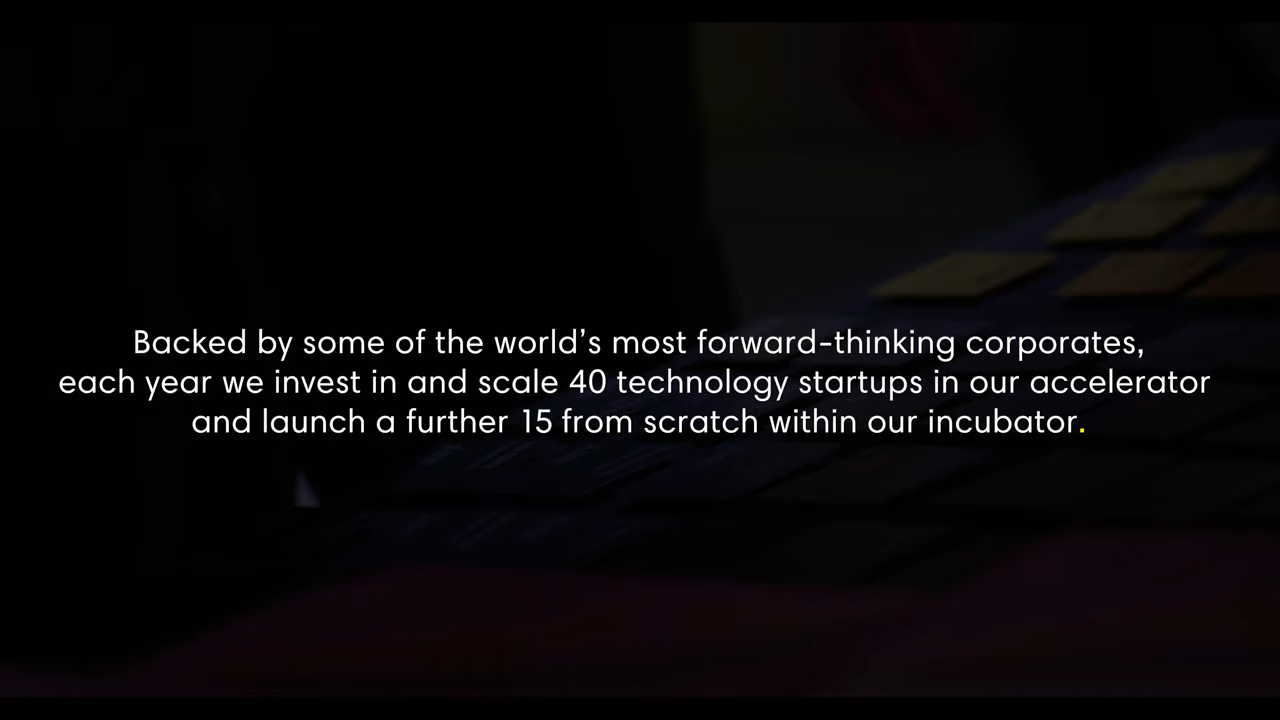 Backed by some of the world’s most forward-thinking corporates,
each year we invest in and scale 40 technology startups in our accelerator
and launch a further 15 from scratch within our incubator.